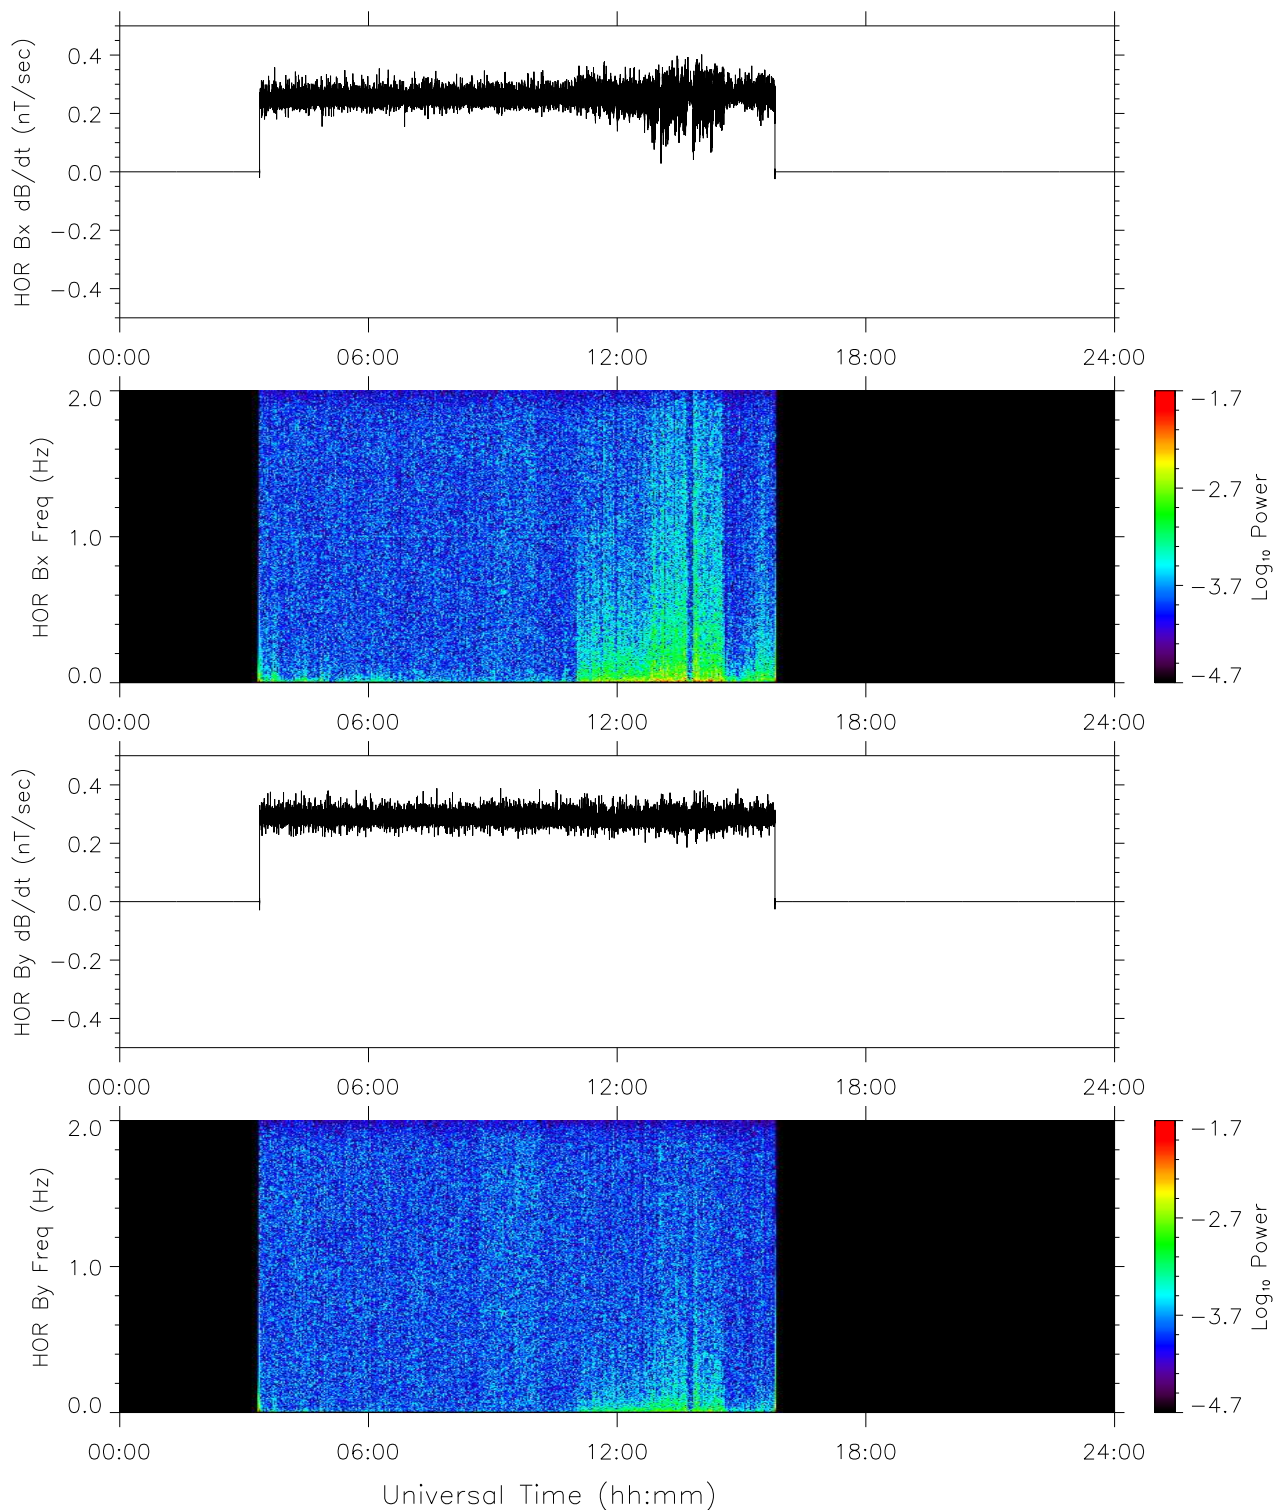 HOR Bx dB/dt (nT/sec)
0.4
0.2
0.0
−0.2
−0.4
00:00 06:00 12:00 18:00 24:00
HOR Bx Freq (Hz)
2.0
1.0
0.0
−1.7
−2.7
−3.7
−4.7
Log₁₀ Power
00:00 06:00 12:00 18:00 24:00
HOR By dB/dt (nT/sec)
0.4
0.2
0.0
−0.2
−0.4
00:00 06:00 12:00 18:00 24:00
HOR By Freq (Hz)
2.0
1.0
0.0
−1.7
−2.7
−3.7
−4.7
Log₁₀ Power
00:00 06:00 12:00 18:00 24:00
Universal Time (hh:mm)